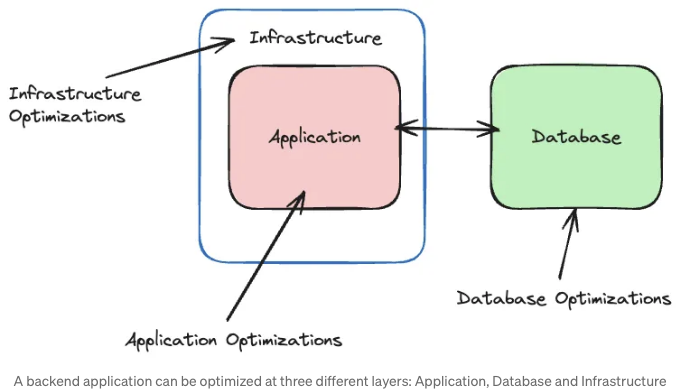 Infrastructure
Infrastructure
Optimizations
Application
Database
Database Optimizations
Application Optimizations
A backend application can be optimized at three different layers: Application, Database and Infrastructure